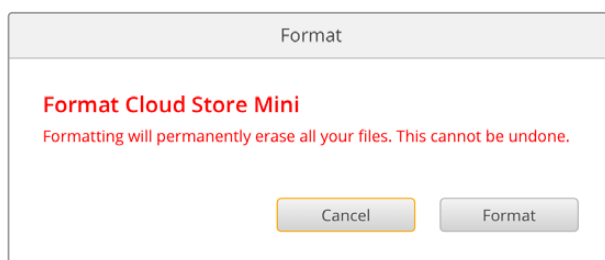 Format
Format Cloud Store Mini
Formatting will permanently erase all your files. This cannot be undone.
Cancel
Format